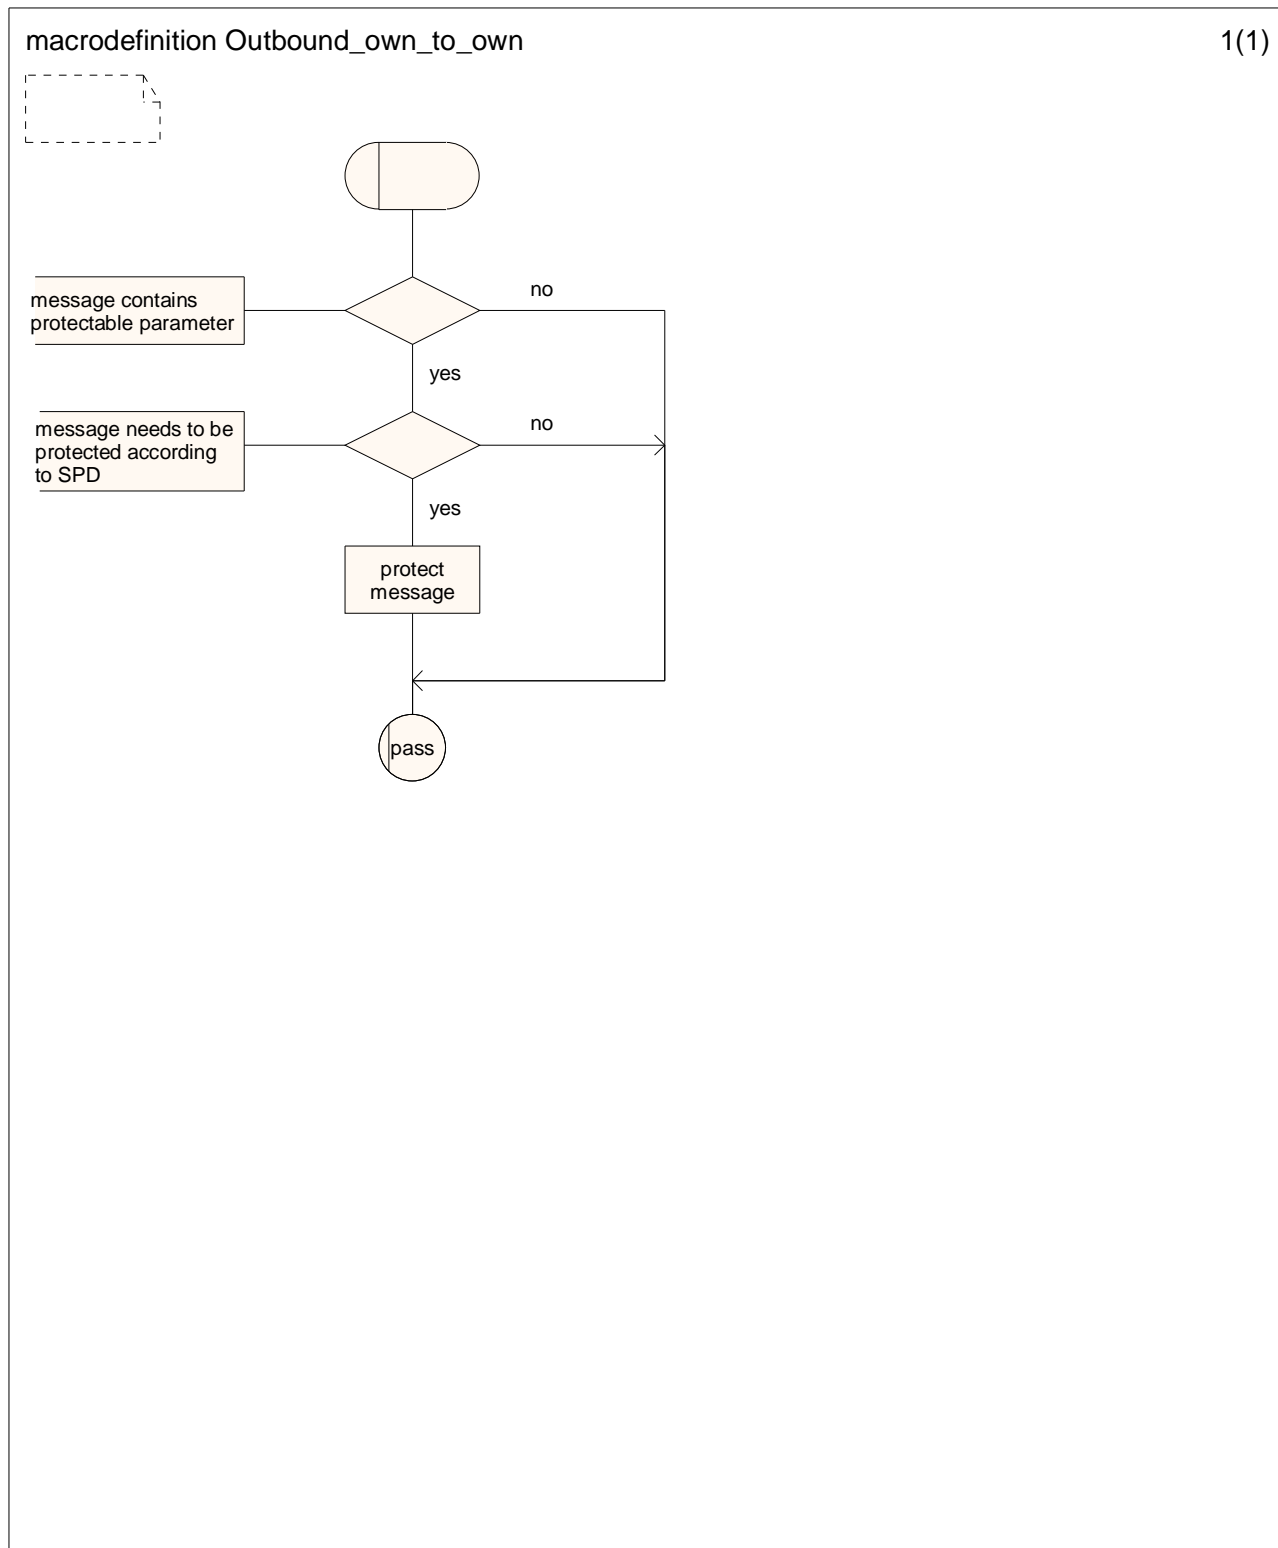 macrodefinition Outbound_own_to_own
1(1)
message contains
protectable parameter
no
yes
message needs to be
protected according
to SPD
no
yes
protect
message
pass